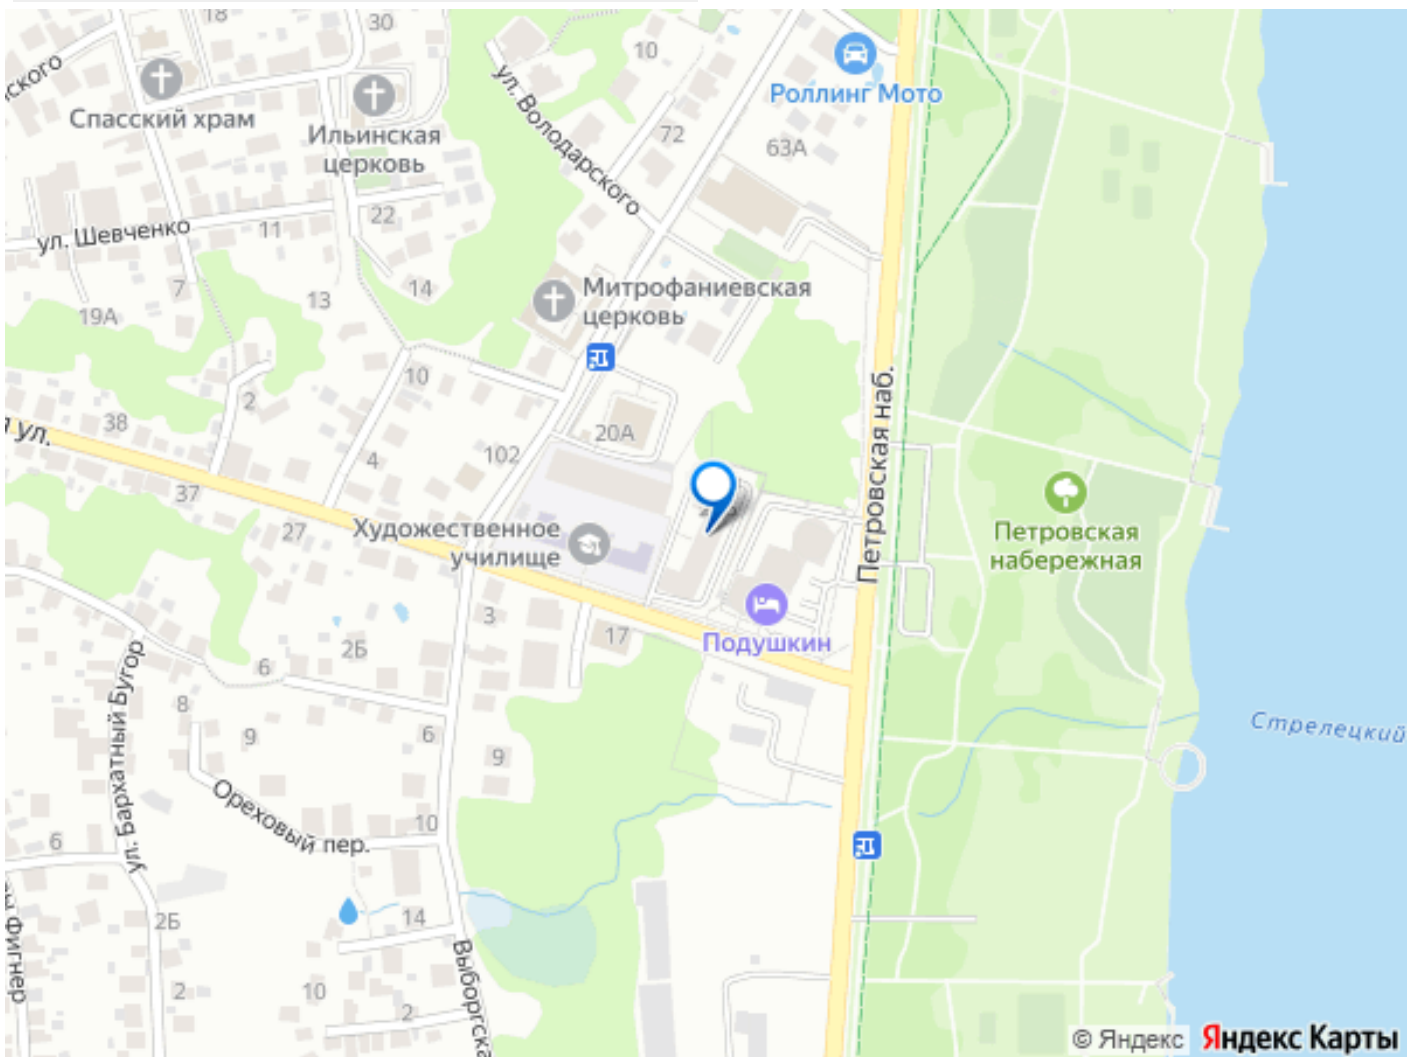 18
30
10
ского
Спасский храм
Ильинская
церковь
ул. Володарского
72
Роллинг Мото
63А
ул. Шевченко
11
22
7
13
14
19А
Митрофаниевская
церковь
10
2
38
я ул.
4
102
20А
37
27
Петровская наб.
Художественное
училище
Петровская
набережная
Подушкин
3
17
2Б
6
8
9
6
9
ул. Бархатный Бугор
Ореховый пер.
10
Стрелецкий
6
14
2Б
2
10
2
ы Фигнер
Выборгска
© Яндекс Яндекс Карты